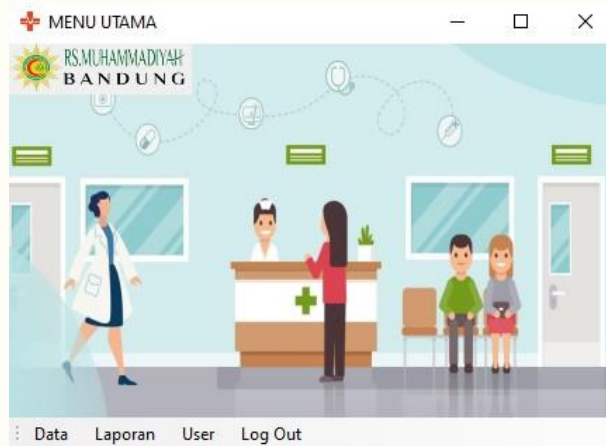 MENU UTAMA
RS.MUHAMMADIYAH
BANDUNG
Data Laporan User Log Out